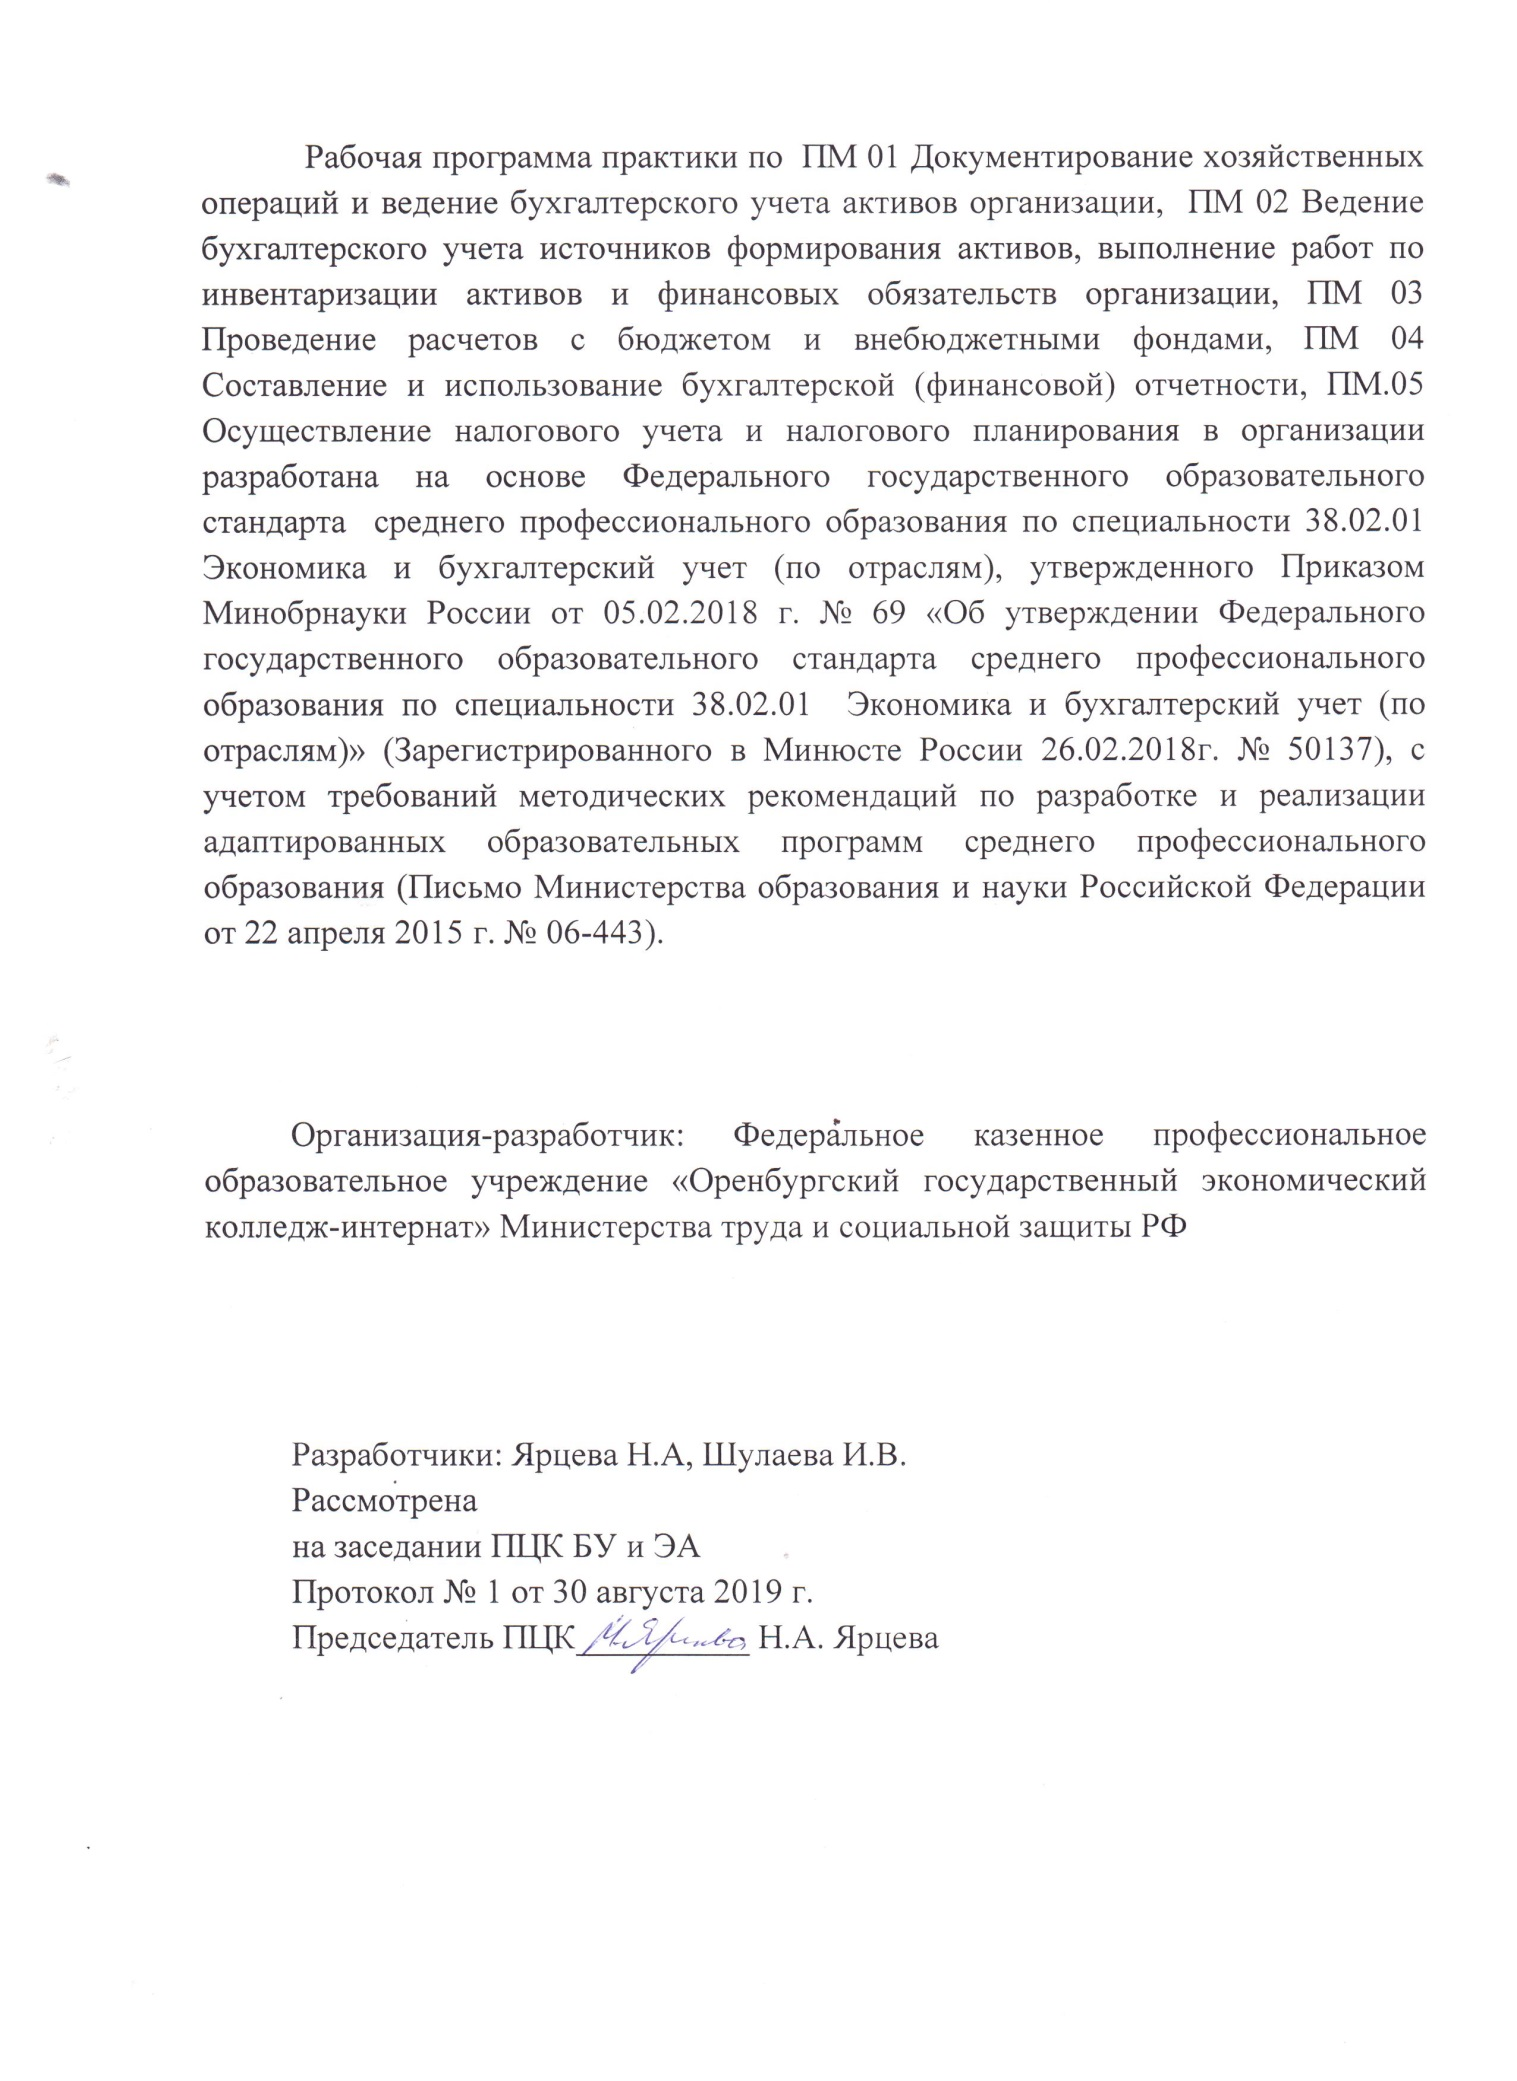 Рабочая программа практики по ПМ 01 Документирование хозяйственных
операций и ведение бухгалтерского учета активов организации, ПМ 02 Ведение
бухгалтерского учета источников формирования активов, выполнение работ по
инвентаризации активов и финансовых обязательств организации, ПМ 03
Проведение расчетов с бюджетом и внебюджетными фондами, ПМ 04
Составление и использование бухгалтерской (финансовой) отчетности, ПМ.05
Осуществление налогового учета и налогового планирования в организации
разработана на основе Федерального государственного образовательного
стандарта среднего профессионального образования по специальности 38.02.01
Экономика и бухгалтерский учет (по отраслям), утвержденного Приказом
Минобрнауки России от 05.02.2018 г. № 69 «Об утверждении Федерального
государственного образовательного стандарта среднего профессионального
образования по специальности 38.02.01 Экономика и бухгалтерский учет (по
отраслям)» (Зарегистрированного в Минюсте России 26.02.2018г. № 50137), с
учетом требований методических рекомендаций по разработке и реализации
адаптированных образовательных программ среднего профессионального
образования (Письмо Министерства образования и науки Российской Федерации
от 22 апреля 2015 г. № 06-443).
Организация-разработчик: Федеральное казенное профессиональное
образовательное учреждение «Оренбургский государственный экономический
колледж-интернат» Министерства труда и социальной защиты РФ
Разработчики: Ярцева Н.А, Шулаева И.В.
Рассмотрена
на заседании ПЦК БУ и ЭА
Протокол № 1 от 30 августа 2019 г.
Председатель ПЦК Н.А. Ярцева